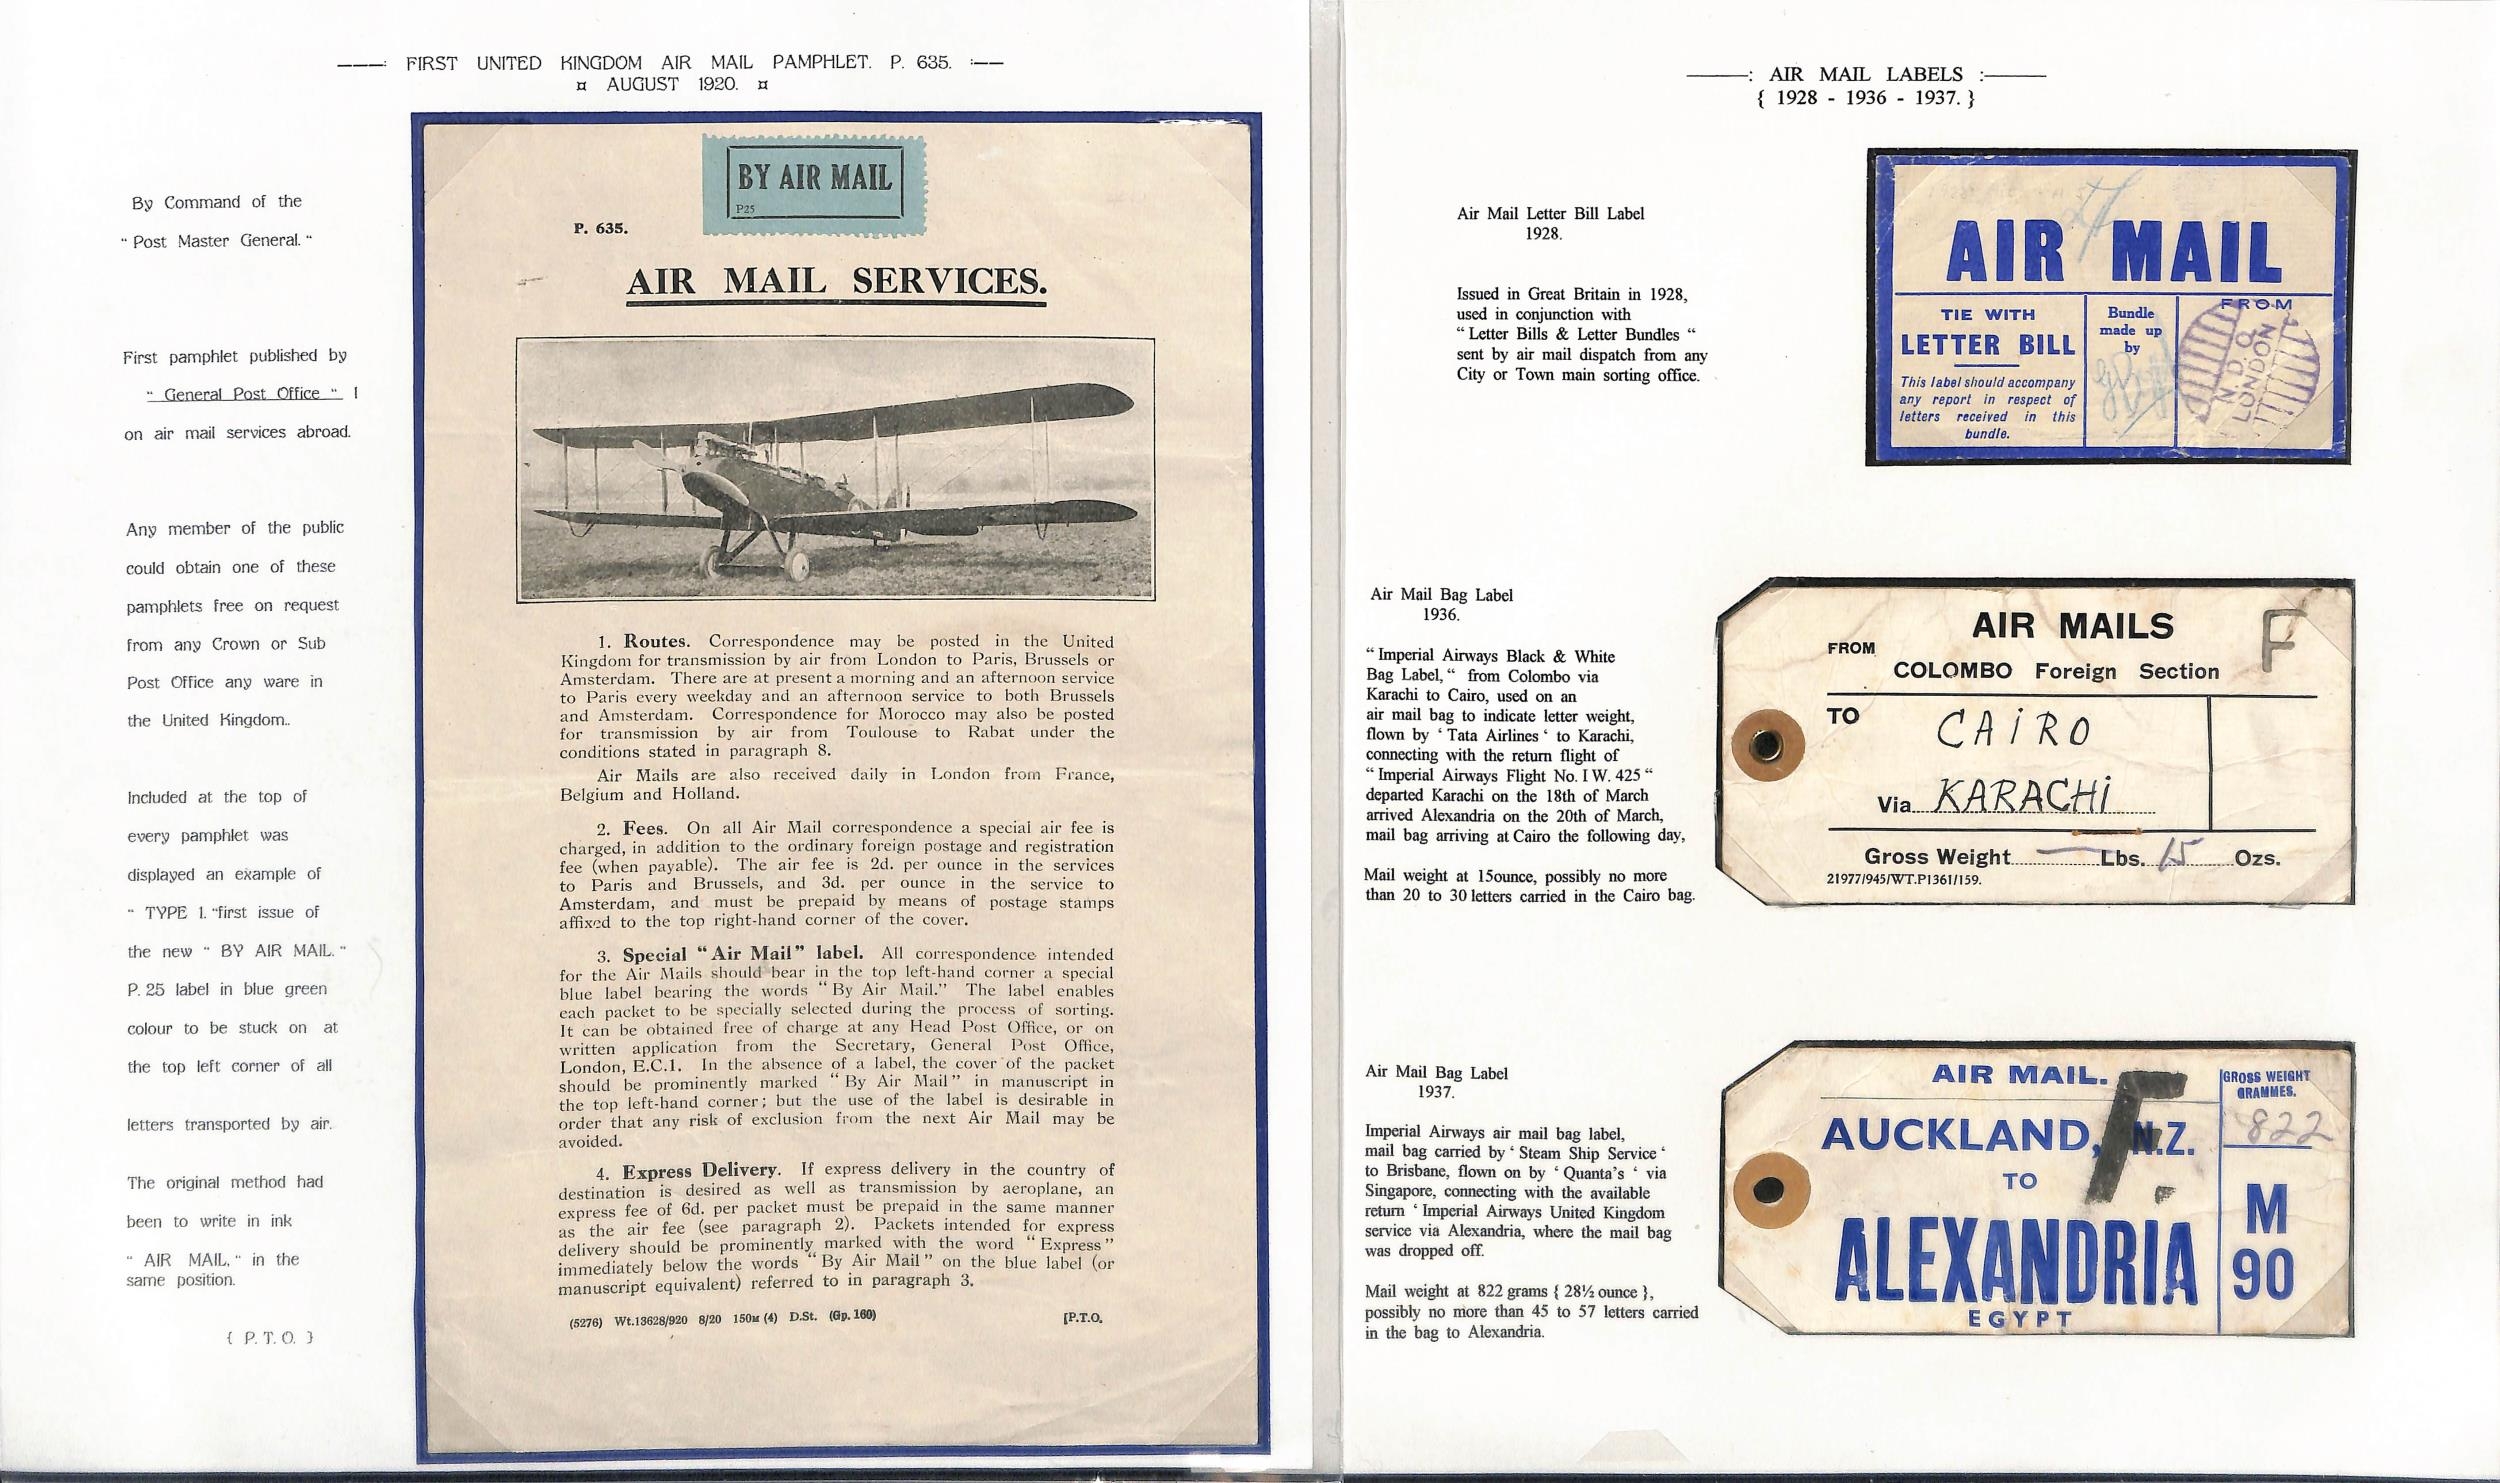 ———: FIRST UNITED KINGDOM AIR MAIL PAMPHLET. P. 635. :——
¤ AUGUST 1920. ¤
By Command of the
“ Post Master General. “
First pamphlet published by
“ General Post Office “ 1
on air mail services abroad.
Any member of the public
could obtain one of these
pamphlets free on request
from any Crown or Sub
Post Office any ware in
the United Kingdom..
Included at the top of
every pamphlet was
displayed an example of
“ TYPE 1. “first issue of
the new “ BY AIR MAIL. “
P. 25 label in blue green
colour to be stuck on at
the top left corner of all
letters transported by air.
The original method had
been to write in ink
“ AIR MAIL, “ in the
same position.
{ P. T. O. }
BY AIR MAIL
P25
P. 635.
AIR MAIL SERVICES.
1. Routes. Correspondence may be posted in the United
Kingdom for transmission by air from London to Paris, Brussels or
Amsterdam. There are at present a morning and an afternoon service
to Paris every weekday and an afternoon service to both Brussels
and Amsterdam. Correspondence for Morocco may also be posted
for transmission by air from Toulouse to Rabat under the
conditions stated in paragraph 8.
Air Mails are also received daily in London from France,
Belgium and Holland.
2. Fees. On all Air Mail correspondence a special air fee is
charged, in addition to the ordinary foreign postage and registration
fee (when payable). The air fee is 2d. per ounce in the services
to Paris and Brussels, and 3d. per ounce in the service to
Amsterdam, and must be prepaid by means of postage stamps
affixed to the top right-hand corner of the cover.
3. Special “Air Mail” label. All correspondence intended
for the Air Mails should bear in the top left-hand corner a special
blue label bearing the words “By Air Mail.” The label enables
each packet to be specially selected during the process of sorting.
It can be obtained free of charge at any Head Post Office, or on
written application from the Secretary, General Post Office,
London, E.C.1. In the absence of a label, the cover of the packet
should be prominently marked “By Air Mail” in manuscript in
the top left-hand corner; but the use of the label is desirable in
order that any risk of exclusion from the next Air Mail may be
avoided.
4. Express Delivery. If express delivery in the country of
destination is desired as well as transmission by aeroplane, an
express fee of 6d. per packet must be prepaid in the same manner
as the air fee (see paragraph 2). Packets intended for express
delivery should be prominently marked with the word “Express”
immediately below the words “By Air Mail” on the blue label (or
manuscript equivalent) referred to in paragraph 3.
(5276) Wt.13628/920 8/20 150M (4) D.St. (Gp. 160) [P.T.O.
———: AIR MAIL LABELS :———
{ 1928 - 1936 - 1937. }
Air Mail Letter Bill Label
1928.
Issued in Great Britain in 1928,
used in conjunction with
“ Letter Bills & Letter Bundles “
sent by air mail dispatch from any
City or Town main sorting office.
AIR MAIL
TIE WITH
LETTER BILL
This label should accompany
any report in respect of
letters received in this
bundle.
Bundle
made up
by
FROM
N.D.O.
LONDON
Air Mail Bag Label
1936.
“ Imperial Airways Black & White
Bag Label, “ from Colombo via
Karachi to Cairo, used on an
air mail bag to indicate letter weight,
flown by ‘ Tata Airlines ‘ to Karachi,
connecting with the return flight of
“ Imperial Airways Flight No. I W. 425 “
departed Karachi on the 18th of March
arrived Alexandria on the 20th of March,
mail bag arriving at Cairo the following day,
Mail weight at 15ounce, possibly no more
than 20 to 30 letters carried in the Cairo bag.
AIR MAILS
F
FROM
COLOMBO Foreign Section
TO
CAIRO
Via KARACHI
Gross Weight — Lbs. 15 Ozs.
21977/945/WT.P1361/159.
Air Mail Bag Label
1937.
Imperial Airways air mail bag label,
mail bag carried by ‘ Steam Ship Service ‘
to Brisbane, flown on by ‘ Quanta's ‘ via
Singapore, connecting with the available
return ‘ Imperial Airways United Kingdom
service via Alexandria, where the mail bag
was dropped off.
Mail weight at 822 grams { 28½ ounce },
possibly no more than 45 to 57 letters carried
in the bag to Alexandria.
AIR MAIL.
F.
AUCKLAND, N.Z.
TO
ALEXANDRIA
EGYPT
GROSS WEIGHT
GRAMMES.
822
M
90